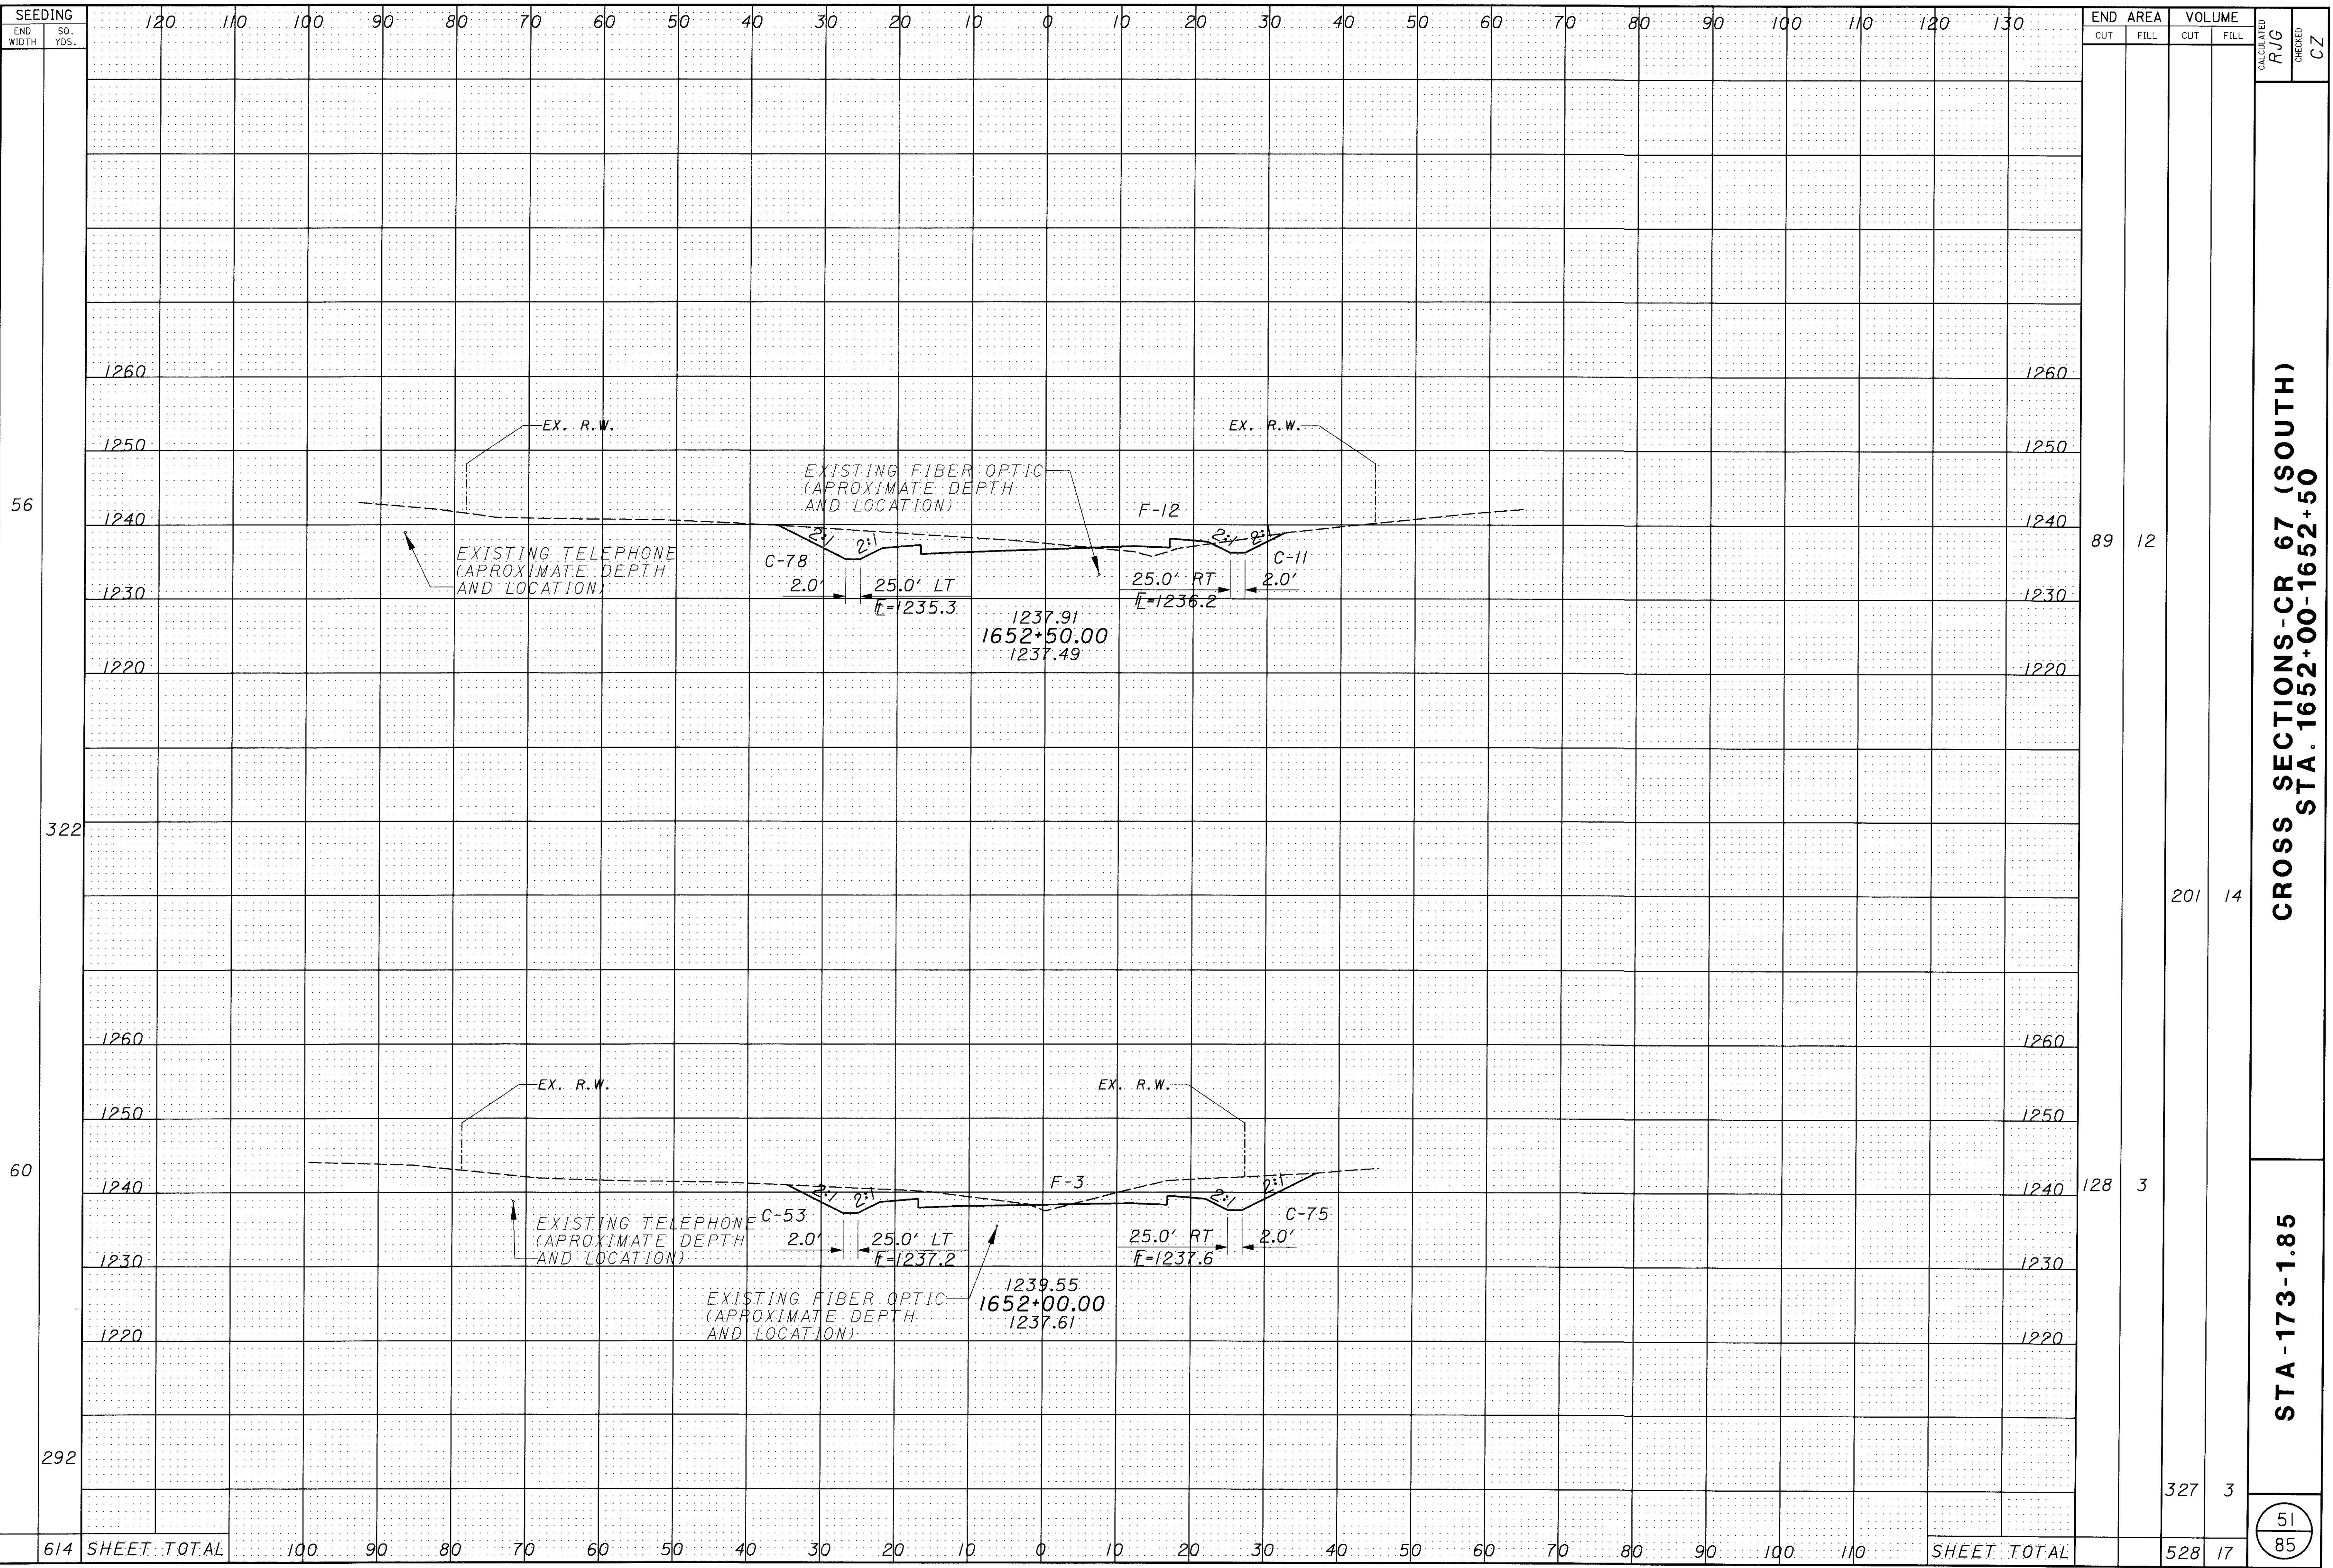 SEEDING
END WIDTH
SQ. YDS.
120 110 100 90 80 70 60 50 40 30 20 10 0 10 20 30 40 50 60 70 80 90 100 110 120 130
END AREA
VOLUME
CUT FILL CUT FILL
CALCULATED
RJG
CHECKED
CZ
1260 1260
EX. R.W. EX. R.W.
1250 1250
EXISTING FIBER OPTIC
(APROXIMATE DEPTH
AND LOCATION)
56
F-12
1240 1240
2:1 2:1 2:1 2:1
89 12
EXISTING TELEPHONE
(APROXIMATE DEPTH
AND LOCATION)
C-78 C-11
2.0' 25.0' LT 25.0' RT 2.0'
FL=1235.3 FL=1236.2
1230 1230
1237.91
1652+50.00
1237.49
1220 1220
322
201 14
1260 1260
EX. R.W. EX. R.W.
1250 1250
60
F-3
1240 1240
2:1 2:1 2:1 2:1
128 3
EXISTING TELEPHONE
(APROXIMATE DEPTH
AND LOCATION)
C-53 C-75
2.0' 25.0' LT 25.0' RT 2.0'
FL=1237.2 FL=1237.6
1230 1230
EXISTING FIBER OPTIC
(APROXIMATE DEPTH
AND LOCATION)
1239.55
1652+00.00
1237.61
1220 1220
292
327 3
614 SHEET TOTAL
100 90 80 70 60 50 40 30 20 10 0 10 20 30 40 50 60 70 80 90 100 110
SHEET TOTAL 528 17
CROSS SECTIONS-CR 67 (SOUTH)
STA. 1652+00-1652+50
STA-173-1.85
51
85